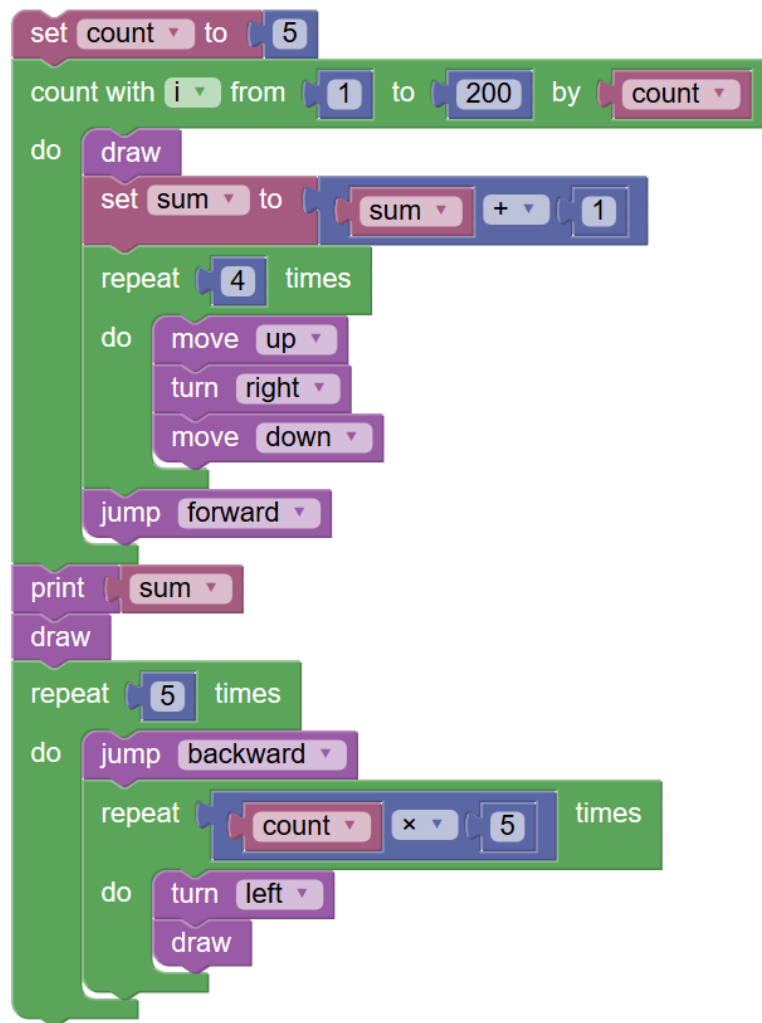 set count to 5
count with i from 1 to 200 by count
do draw
set sum to sum + 1
repeat 4 times
do move up
turn right
move down
jump forward
print sum
draw
repeat 5 times
do jump backward
repeat count × 5 times
do turn left
draw